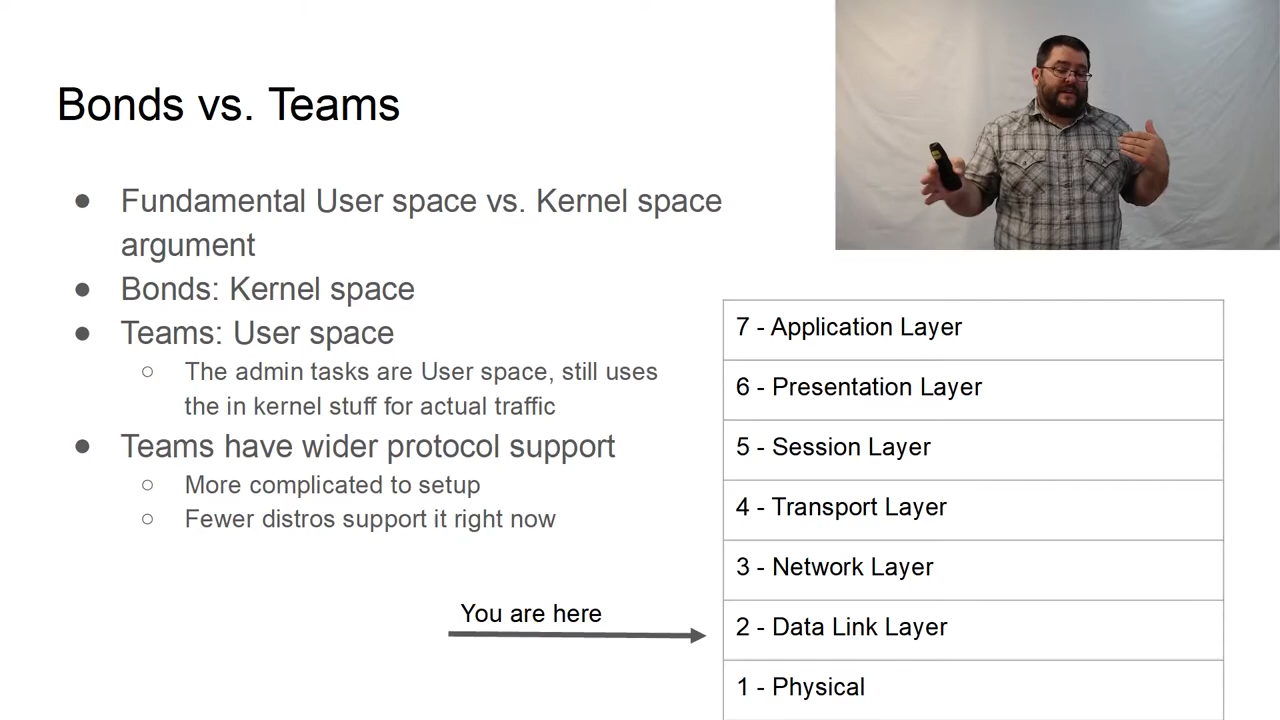 Bonds vs. Teams
● Fundamental User space vs. Kernel space
argument
● Bonds: Kernel space
● Teams: User space
○ The admin tasks are User space, still uses
the in kernel stuff for actual traffic
● Teams have wider protocol support
○ More complicated to setup
○ Fewer distros support it right now
You are here
7 - Application Layer
6 - Presentation Layer
5 - Session Layer
4 - Transport Layer
3 - Network Layer
2 - Data Link Layer
1 - Physical